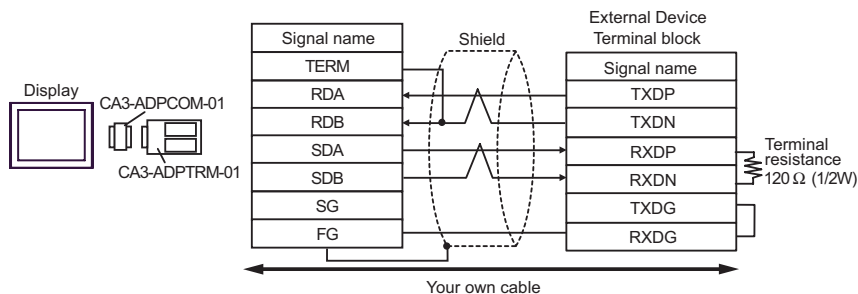 Display
CA3-ADPCOM-01
CA3-ADPTRM-01
Signal name
TERM
RDA
RDB
SDA
SDB
SG
FG
Shield
External Device
Terminal block
Signal name
TXDP
TXDN
RXDP
RXDN
TXDG
RXDG
Terminal
resistance
120 Ω (1/2W)
Your own cable